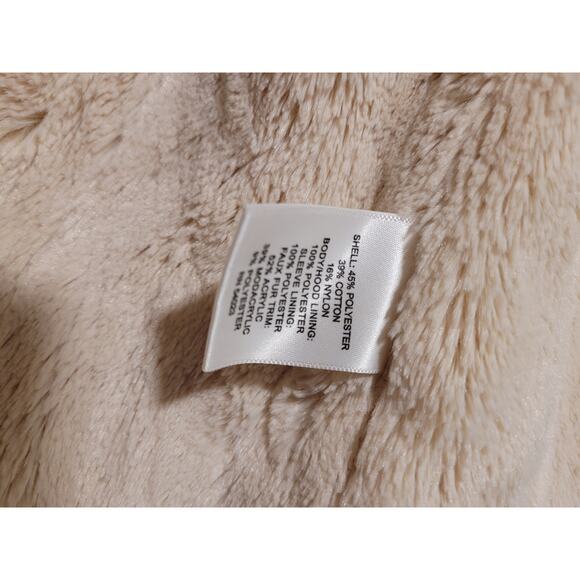 SHELL: 45% POLYESTER
39% COTTON
16% NYLON
BODY/HOOD LINING:
100% POLYESTER
SLEEVE LINING:
100% POLYESTER
FAUX FUR TRIM:
52% ACRYLIC
MODACRYLIC
POLYESTER